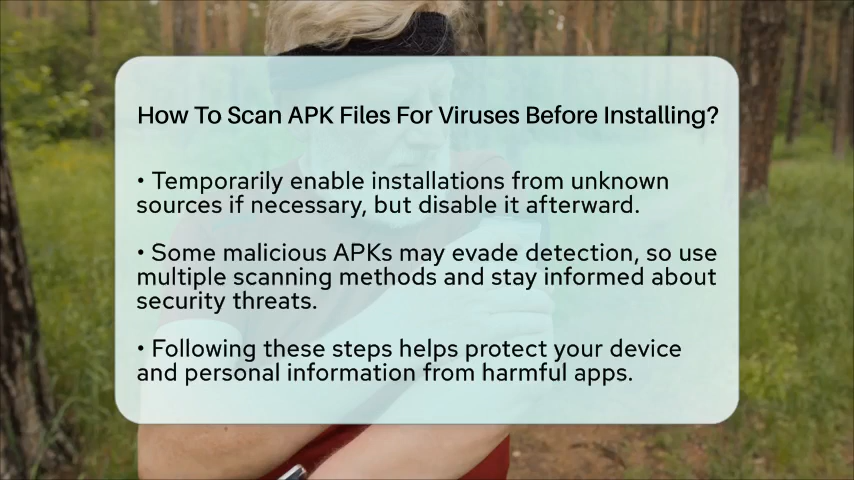 How To Scan APK Files For Viruses Before Installing?
• Temporarily enable installations from unknown
sources if necessary, but disable it afterward.
• Some malicious APKs may evade detection, so use
multiple scanning methods and stay informed about
security threats.
• Following these steps helps protect your device
and personal information from harmful apps.